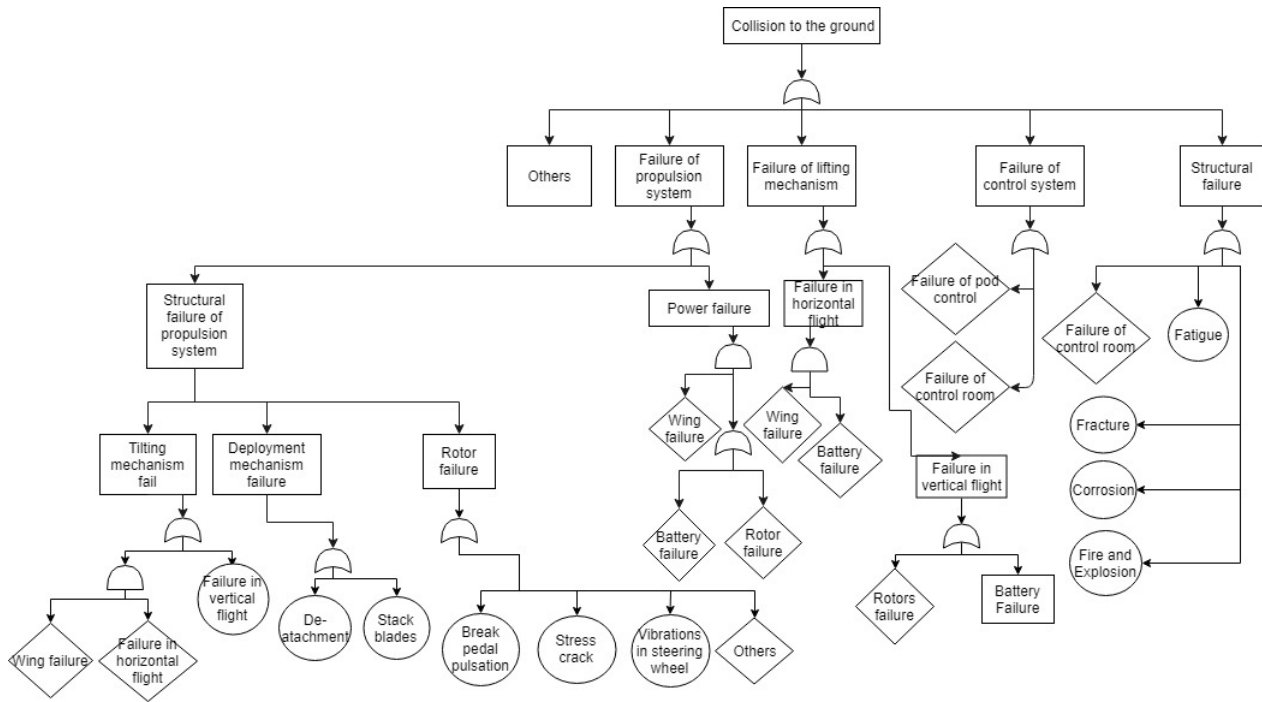 Collision to the ground
Others
Failure of
propulsion
system
Failure of lifting
mechanism
Failure of
control system
Structural
failure
Structural
failure of
propulsion
system
Power failure
Failure in
horizontal
flight
Failure of pod
control
Failure of
control room
Failure of
control room
Fatigue
Tilting
mechanism
fail
Deployment
mechanism
failure
Rotor
failure
Wing
failure
Wing
failure
Battery
failure
Fracture
Failure in
vertical flight
Corrosion
Battery
failure
Rotor
failure
Fire and
Explosion
Failure in
vertical
flight
De-
atachment
Stack
blades
Rotors
failure
Battery
Failure
Wing failure
Failure in
horizontal
flight
Break
pedal
pulsation
Stress
crack
Vibrations
in steering
wheel
Others